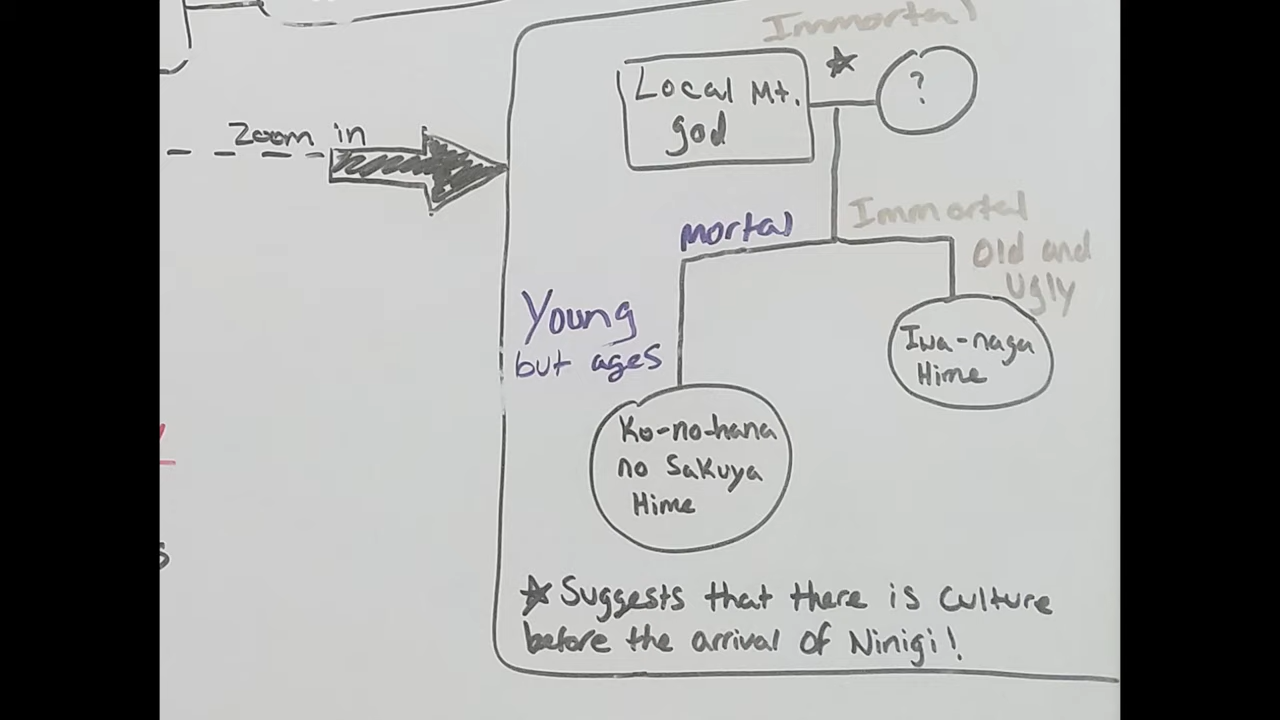 Immortal
Local Mt.
god
?
Zoom in
mortal
Immortal
Old and
Ugly
Young
but ages
Iwa-naga
Hime
Ko-no-hana
no Sakuya
Hime
☆ Suggests that there is culture
before the arrival of Ninigi!